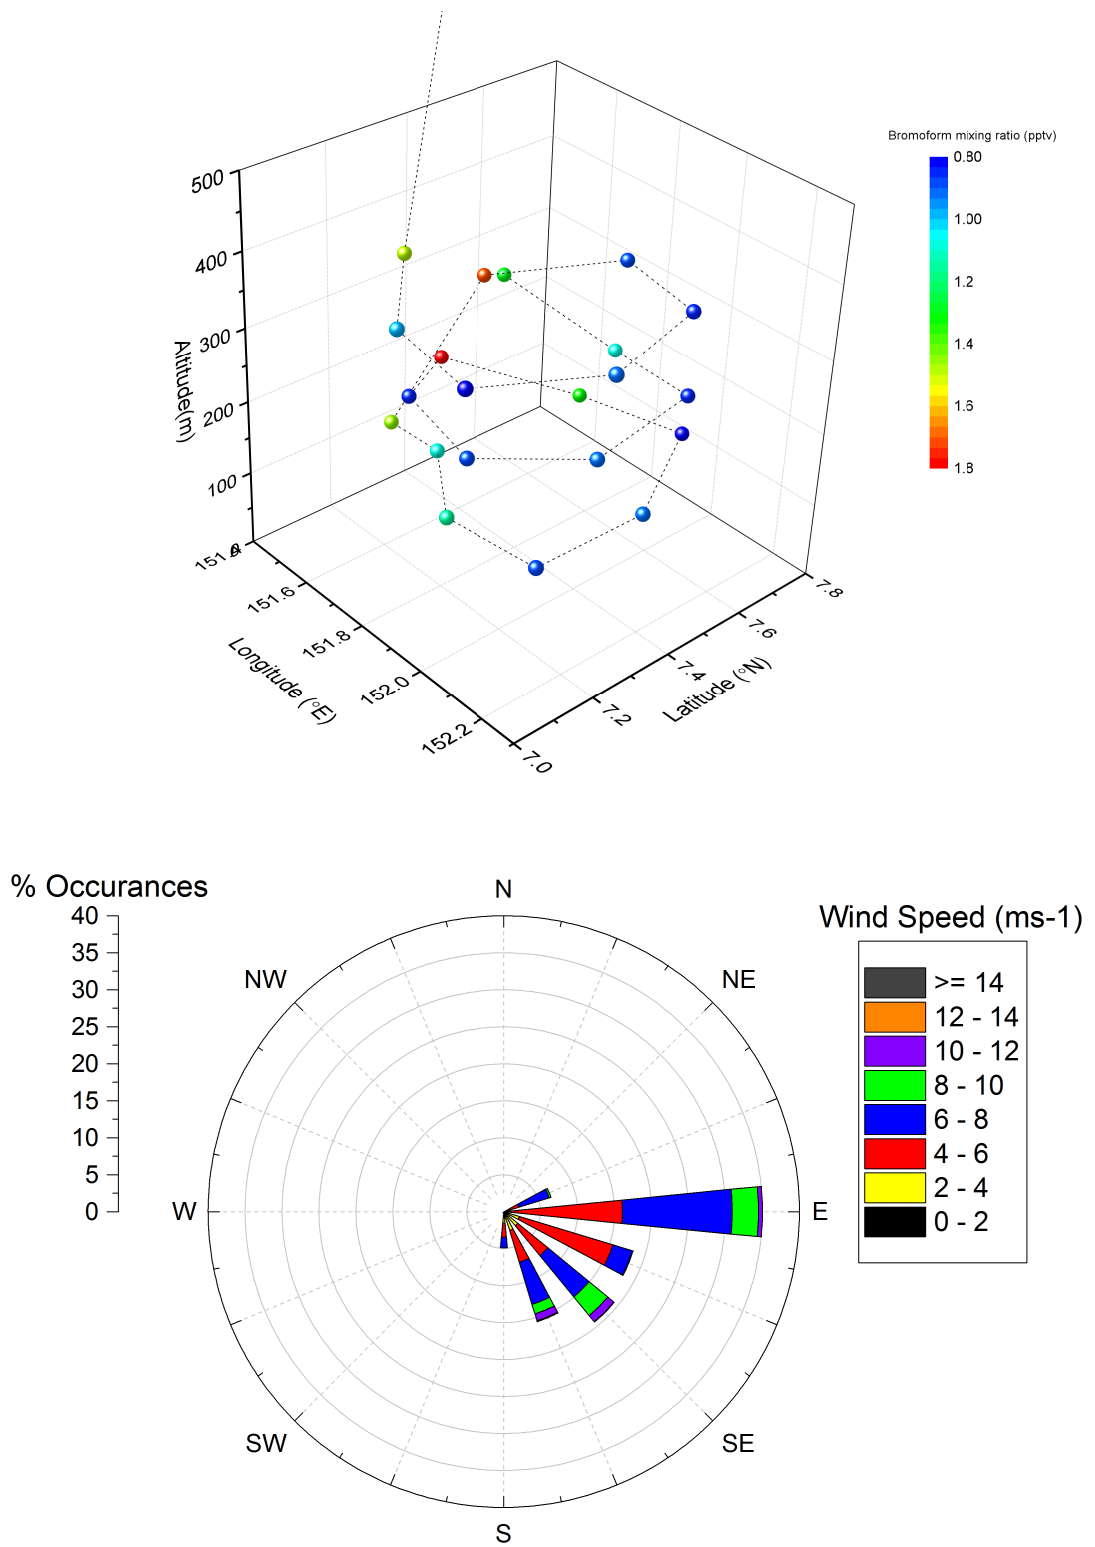 Bromoform mixing ratio (pptv)
0.80
1.00
1.2
1.4
1.6
1.8
500
400
300
200
100
0
Altitude(m)
151.4
151.6
151.8
152.0
152.2
Longitude (°E)
7.0
7.2
7.4
7.6
7.8
Latitude (°N)
% Occurances
40
35
30
25
20
15
10
5
0
N
NE
E
SE
S
SW
W
NW
Wind Speed (ms-1)
>= 14
12 - 14
10 - 12
8 - 10
6 - 8
4 - 6
2 - 4
0 - 2